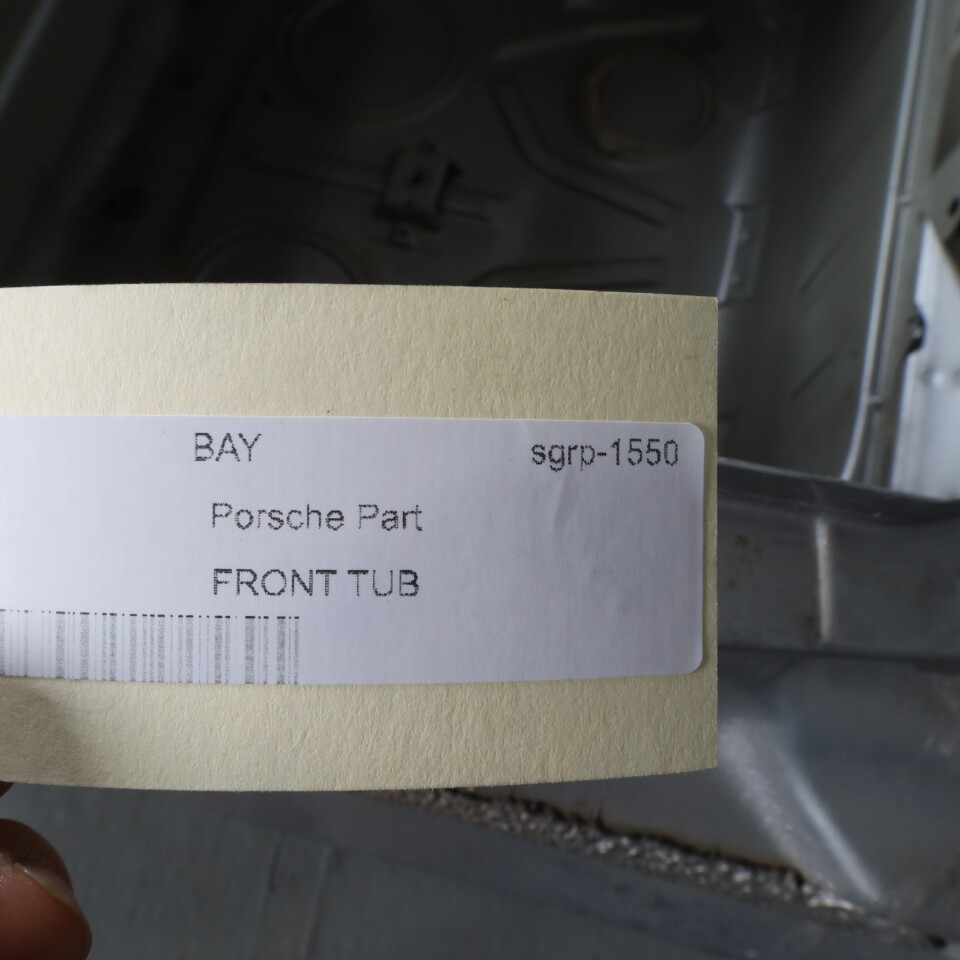 BAY sgrp-1550
Porsche Part
FRONT TUB